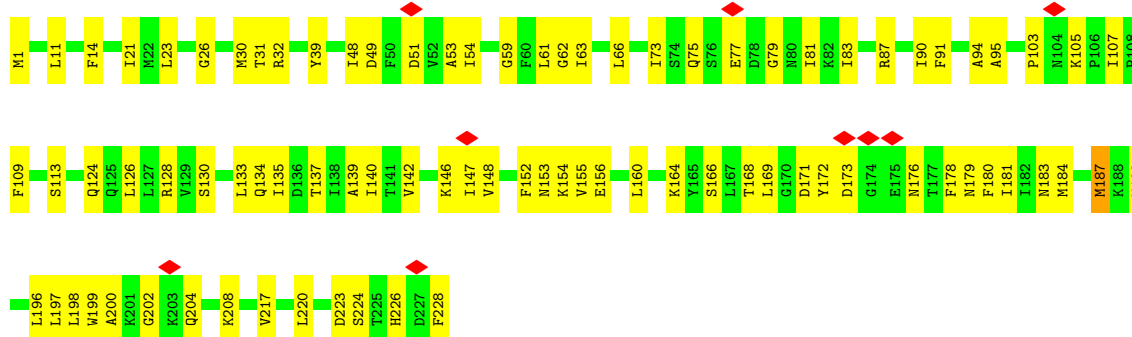 M1 L11 F14 I21 M22 L23 G26 M30 T31 R32 Y39 I48 D49 F50 D51 V52 A53 I54 G59 F60 L61 G62 I63 L66 I73 S74 Q75 S76 E77 D78 G79 N80 I81 K82 I83 R87 I90 F91 A94 A95 P103 N104 K105 P106 I107
F109 S113 Q124 Q125 L126 L127 R128 V129 S130 L133 Q134 I135 D136 T137 I138 A139 I140 T141 V142 K146 I147 V148 F152 N153 K154 V155 E156 L160 K164 Y165 S166 L167 T168 L169 G170 D171 Y172 D173 G174 E175 N176 T177 F178 N179 F180 I181 I182 N183 M184 M187 K188
L196 L197 L198 W199 A200 K201 G202 K203 Q204 K208 V217 L220 D223 S224 T225 H226 D227 F228